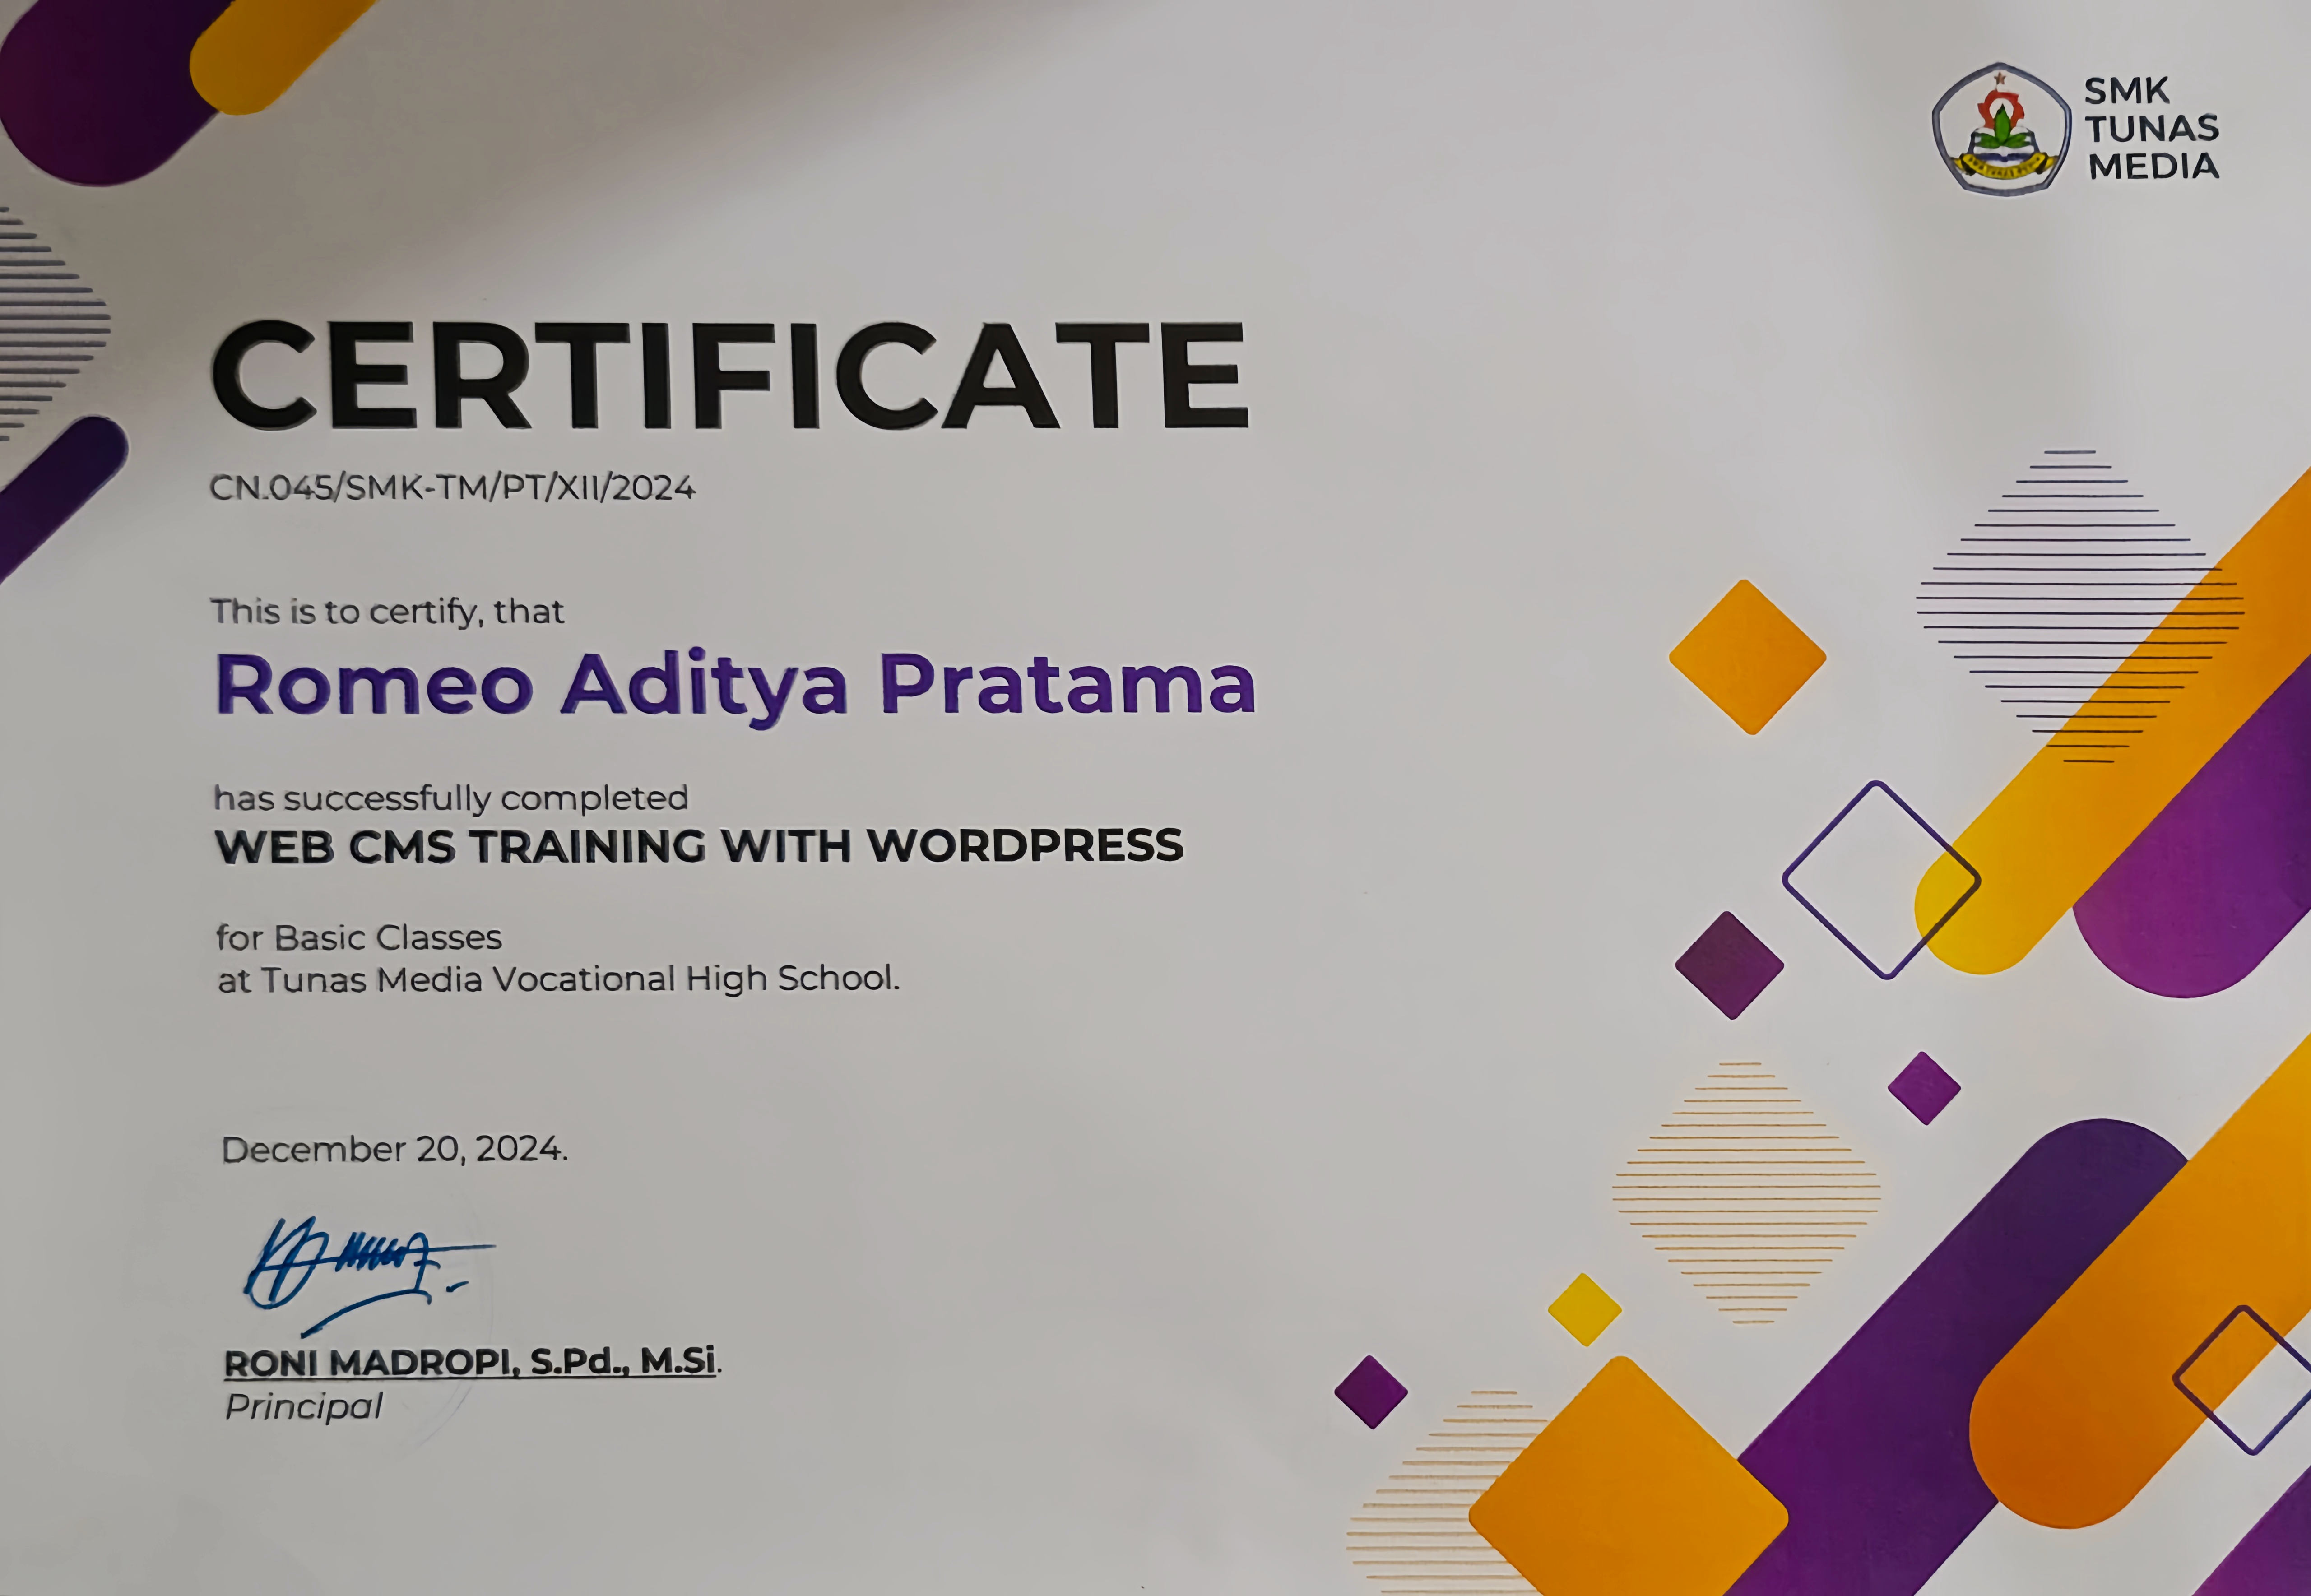 SMK
TUNAS
MEDIA
CERTIFICATE
CN.045/SMK-TM/PT/XII/2024
This is to certify, that
Romeo Aditya Pratama
has successfully completed
WEB CMS TRAINING WITH WORDPRESS
for Basic Classes
at Tunas Media Vocational High School.
December 20, 2024.
RONI MADROPI, S.Pd., M.Si.
Principal